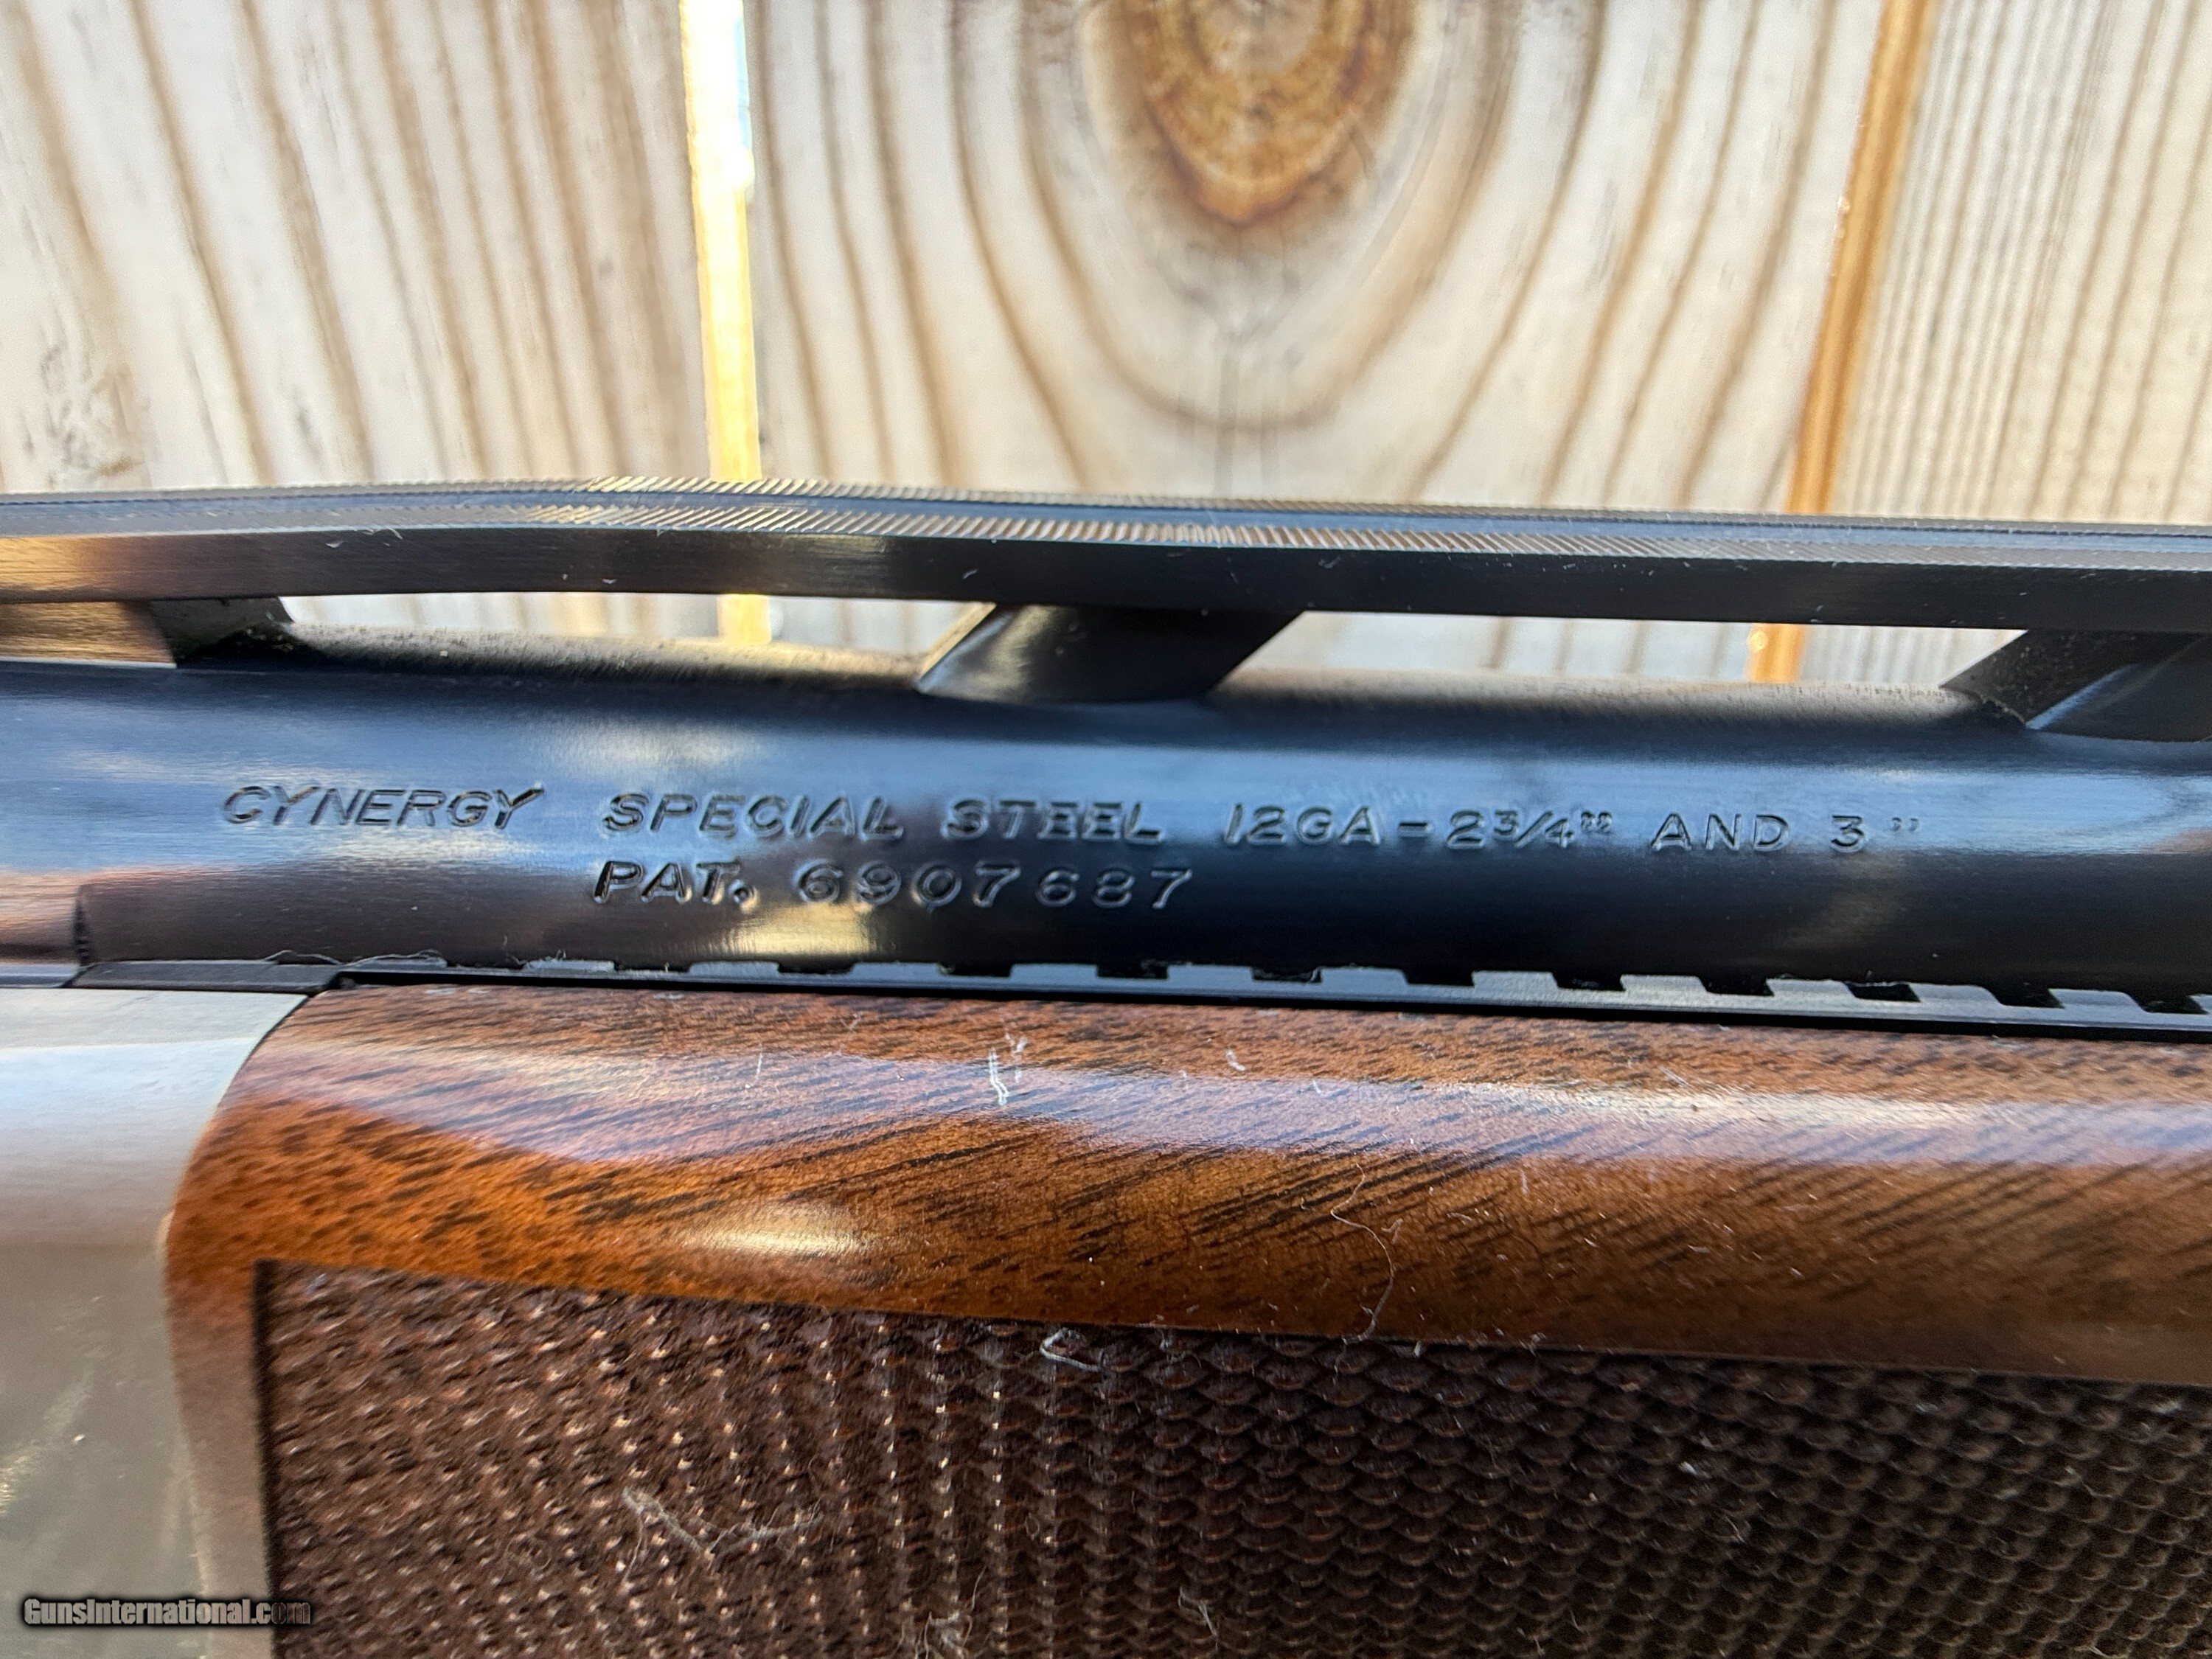 CYNERGY SPECIAL STEEL 12GA-2¾" AND 3"
PAT. 6907687
GunsInternational.com